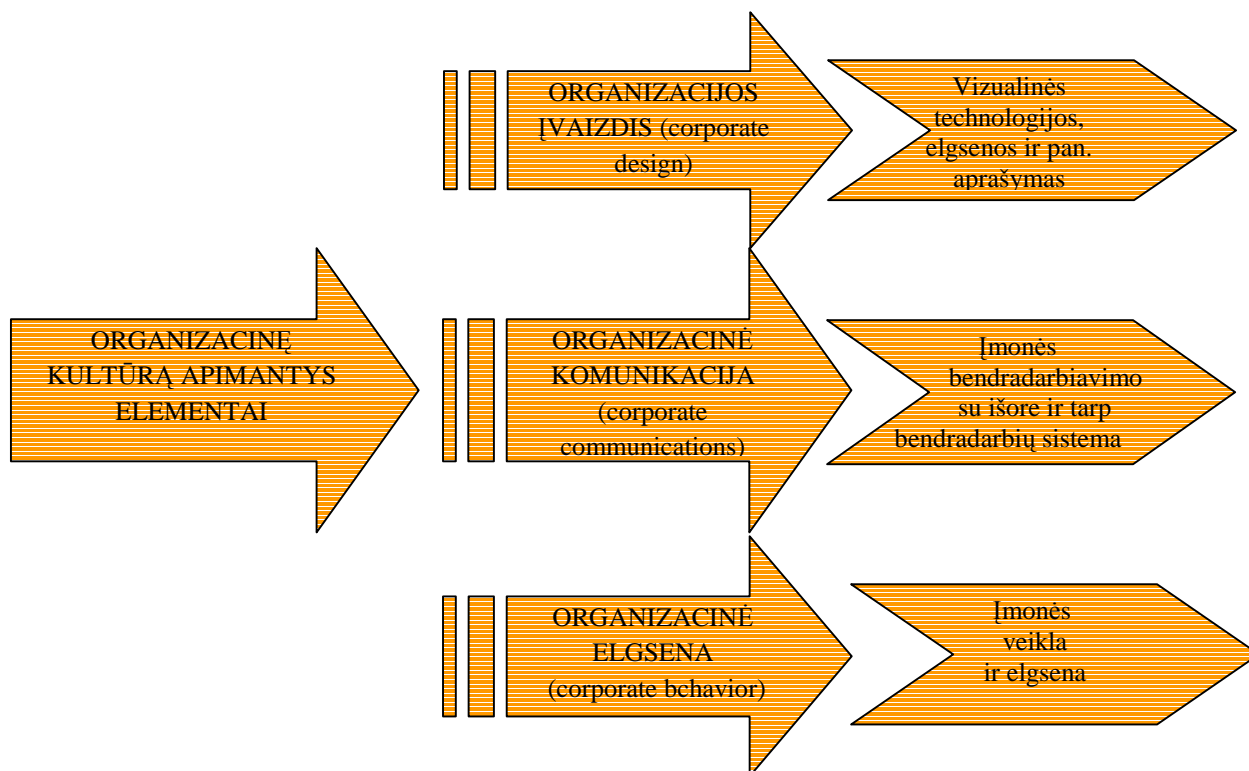 ORGANIZACIJOS
ĮVAIZDIS (corporate
design)
Vizualinės
technologijos,
elgsenos ir pan.
aprašymas
ORGANIZACINĘ
KULTŪRĄ APIMANTYS
ELEMENTAI
ORGANIZACINĖ
KOMUNIKACIJA
(corporate
communications)
Įmonės
bendradarbiavimo
su išore ir tarp
bendradarbių sistema
ORGANIZACINĖ
ELGSENA
(corporate bchavior)
Įmonės
veikla
ir elgsena